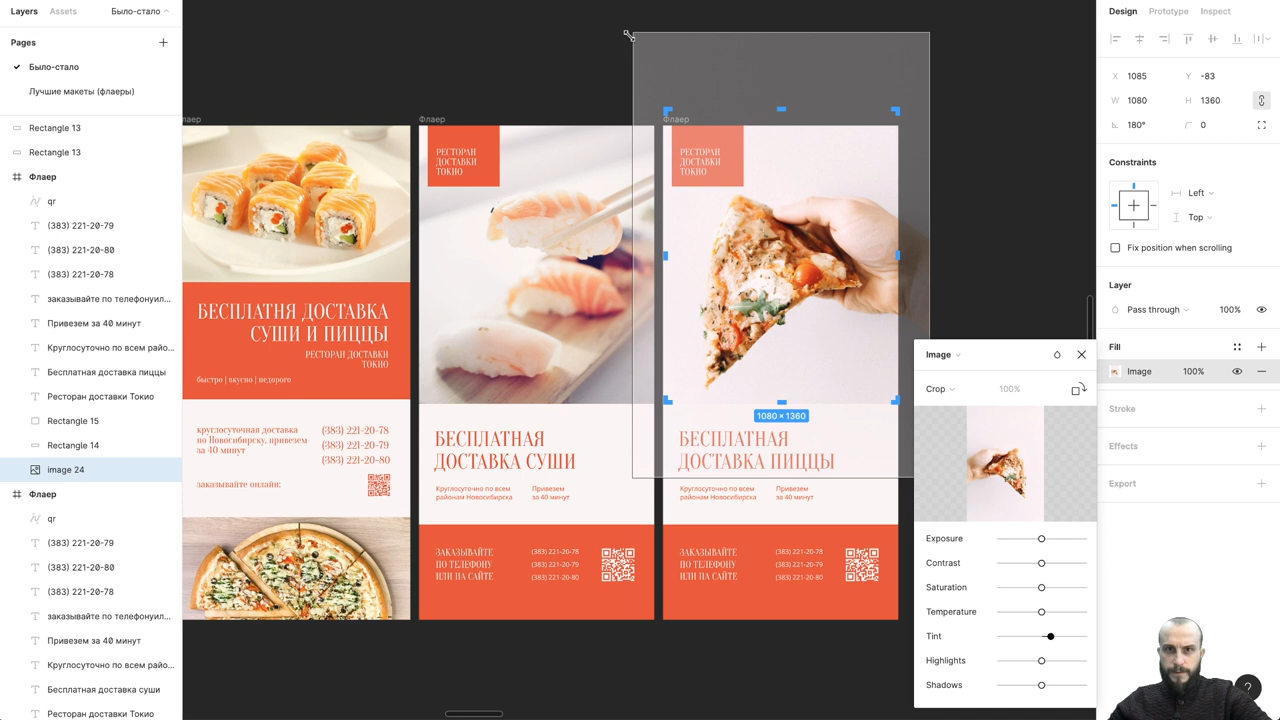 Layers
Assets
Было-стало
Pages
Было-стало
Лучшие макеты (флаеры)
Rectangle 13
Rectangle 13
Флаер
qr
(383) 221-20-79
(383) 221-20-80
(383) 221-20-78
заказывайте по телефонуил...
Привезем за 40 минут
Круглосуточно по всем райо...
Бесплатная доставка пиццы
Ресторан доставки Токио
Rectangle 15
Rectangle 14
image 24
Флаер
qr
(383) 221-20-79
(383) 221-20-80
(383) 221-20-78
заказывайте по телефонуил...
Привезем за 40 минут
Круглосуточно по всем райо...
Бесплатная доставка суши
Ресторан доставки Токио
лаер
БЕСПЛАТНЯ ДОСТАВКА
СУШИ И ПИЦЦЫ
РЕСТОРАН ДОСТАВКИ
ТОКИО
быстро | вкусно | недорого
круглосуточная доставка
по Новосибирску, привезем
за 40 минут
(383) 221-20-78
(383) 221-20-79
(383) 221-20-80
заказывайте онлайн:
Флаер
РЕСТОРАН
ДОСТАВКИ
ТОКИО
БЕСПЛАТНАЯ
ДОСТАВКА СУШИ
Круглосуточно по всем
районам Новосибирска
Привезем
за 40 минут
ЗАКАЗЫВАЙТЕ
ПО ТЕЛЕФОНУ
ИЛИ НА САЙТЕ
(383) 221-20-78
(383) 221-20-79
(383) 221-20-80
Флаер
РЕСТОРАН
ДОСТАВКИ
ТОКИО
1080 × 1360
БЕСПЛАТНАЯ
ДОСТАВКА ПИЦЦЫ
Круглосуточно по всем
районам Новосибирска
Привезем
за 40 минут
ЗАКАЗЫВАЙТЕ
ПО ТЕЛЕФОНУ
ИЛИ НА САЙТЕ
(383) 221-20-78
(383) 221-20-79
(383) 221-20-80
Design
Prototype
Inspect
X 1085 Y -83
W 1080 H 1360
180° 0
Constraints
Left
Top
Fix position when scrolling
Layer
Pass through 100%
Fill
Image 100%
Stroke
Effects
Export
Image
Crop 100%
Exposure
Contrast
Saturation
Temperature
Tint
Highlights
Shadows
?